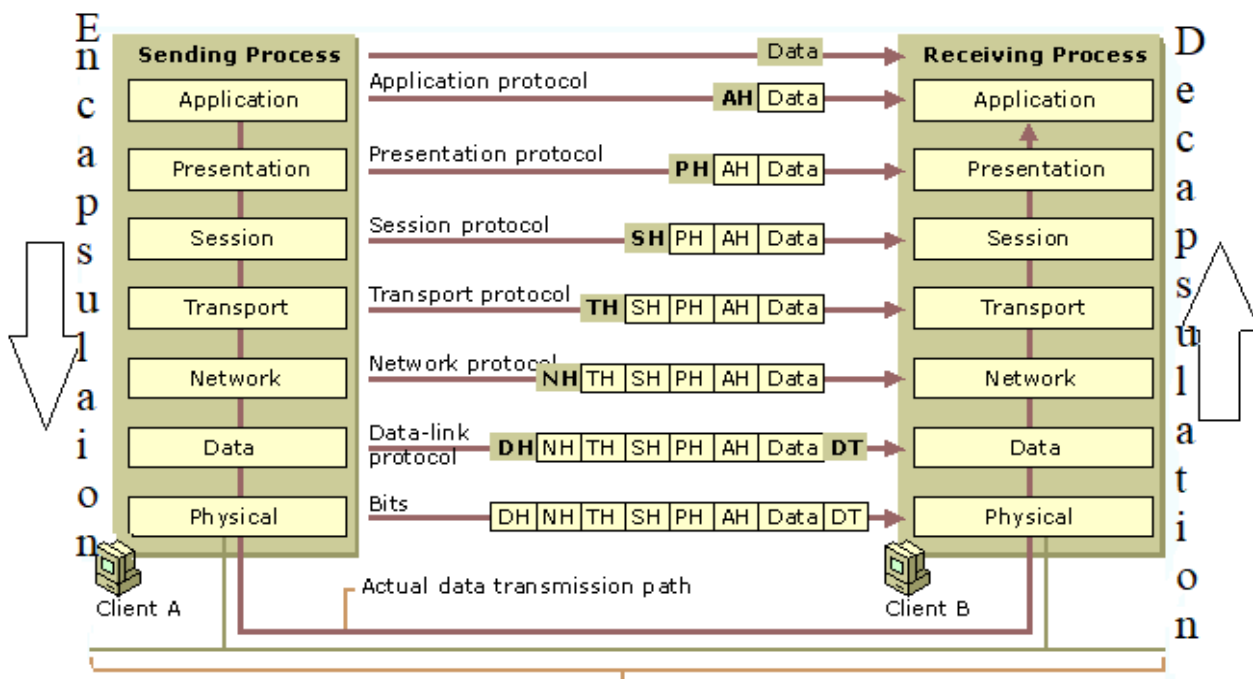 Encapsulaion
Sending Process
Application
Presentation
Session
Transport
Network
Data
Physical
Client A
Data
Application protocol
AH Data
Presentation protocol
PH AH Data
Session protocol
SH PH AH Data
Transport protocol
TH SH PH AH Data
Network protocol
NH TH SH PH AH Data
Data-link
protocol
DH NH TH SH PH AH Data DT
Bits
DH NH TH SH PH AH Data DT
Actual data transmission path
Receiving Process
Application
Presentation
Session
Transport
Network
Data
Physical
Client B
Decapsulation